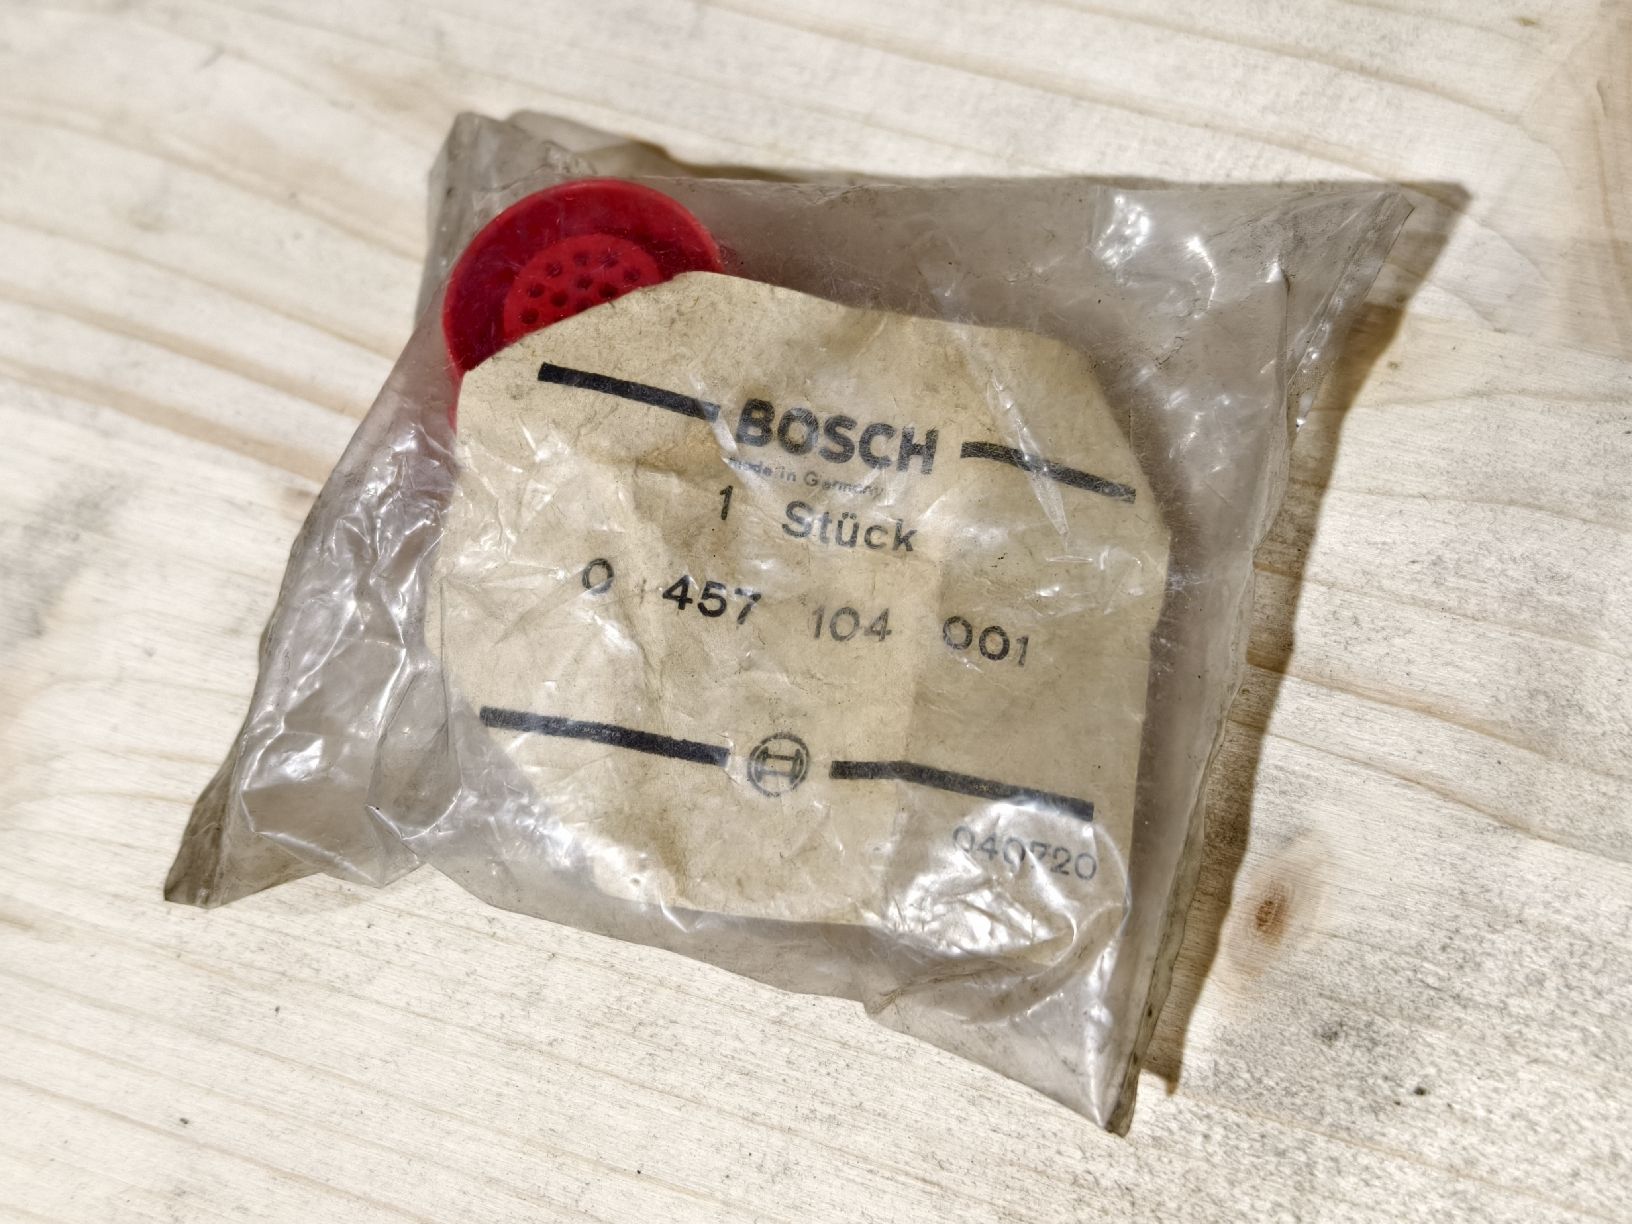 BOSCH
made in Germany
1 Stück
0 457 104 001
040720